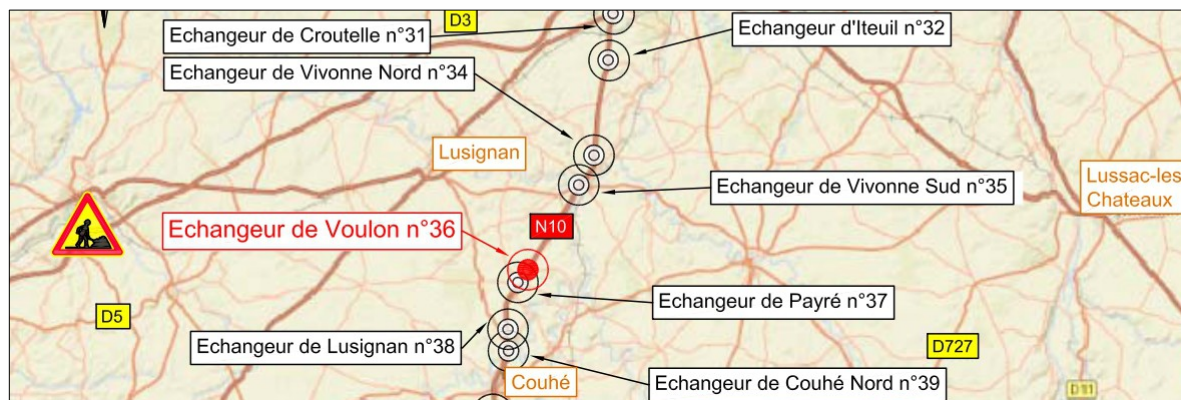 D3
Echangeur de Croutelle n°31
Echangeur d'Iteuil n°32
Echangeur de Vivonne Nord n°34
Lusignan
Echangeur de Vivonne Sud n°35
Lussac-les
Chateaux
Echangeur de Voulon n°36
N10
Echangeur de Payré n°37
D5
Echangeur de Lusignan n°38
D727
Couhé
Echangeur de Couhé Nord n°39